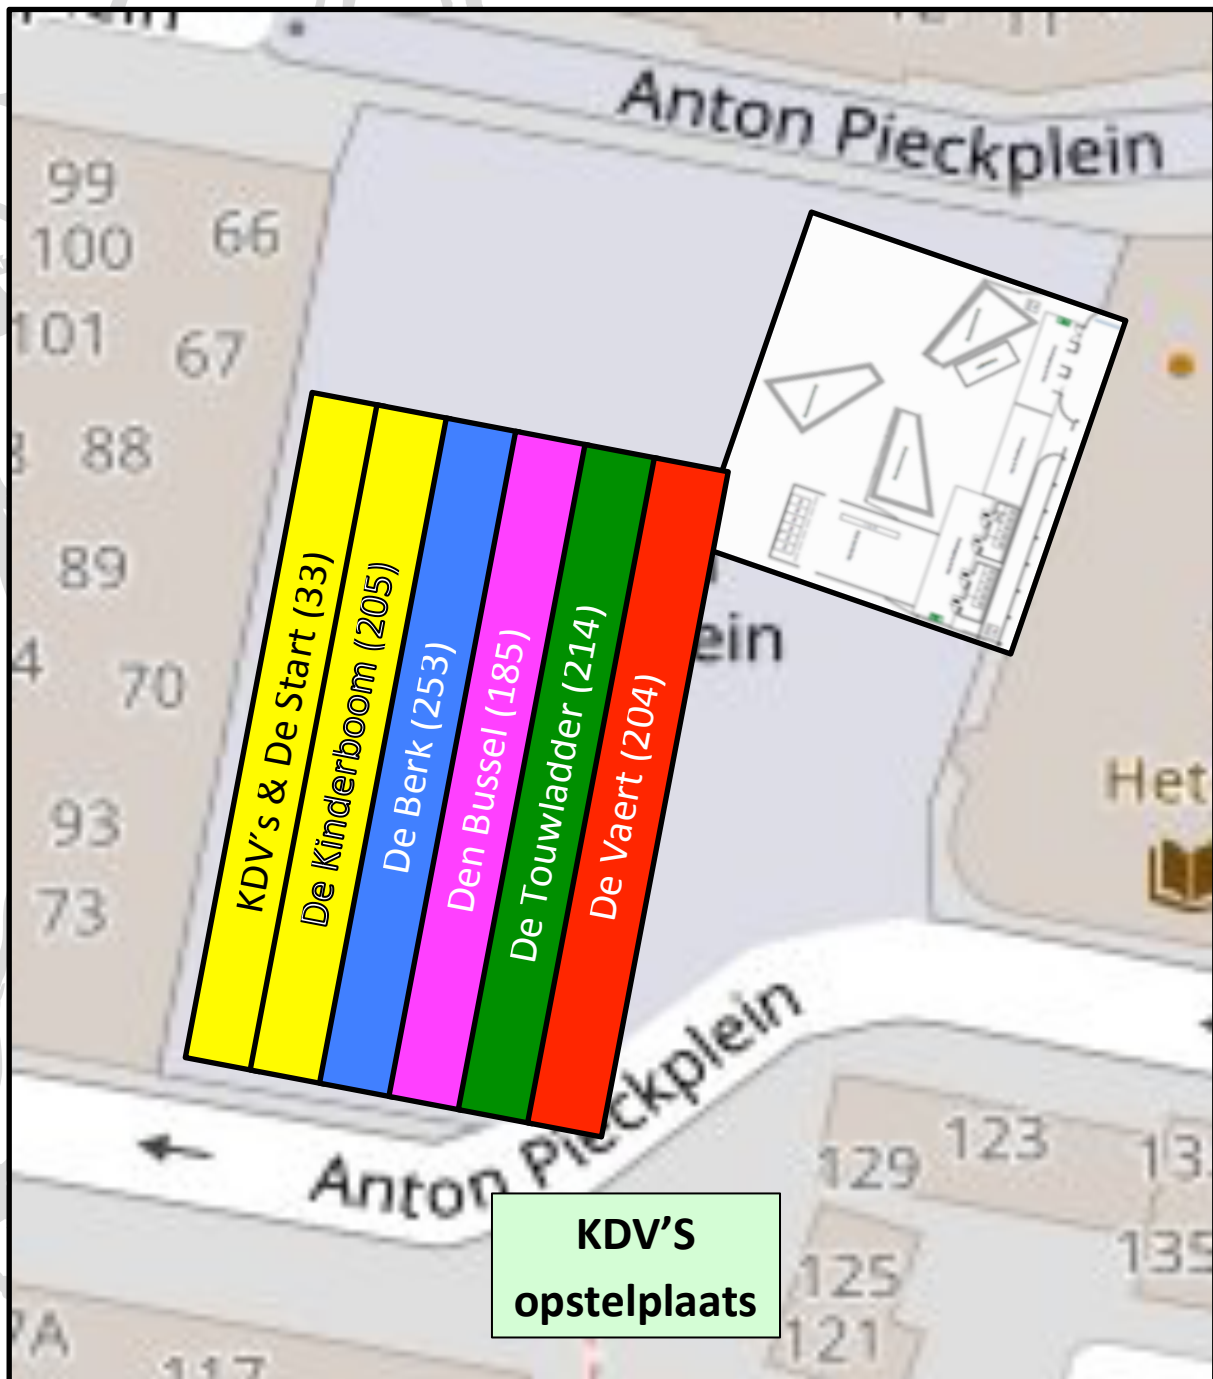 Anton Pieckplein
99
100
66
101
67
88
89
70
93
73
KDV's & De Start (33)
De Kinderboom (205)
De Berk (253)
Den Bussel (185)
De Touwladder (214)
De Vaert (204)
Het
Anton Pieckplein
129
123
135
125
121
117
KDV'S
opstelplaats